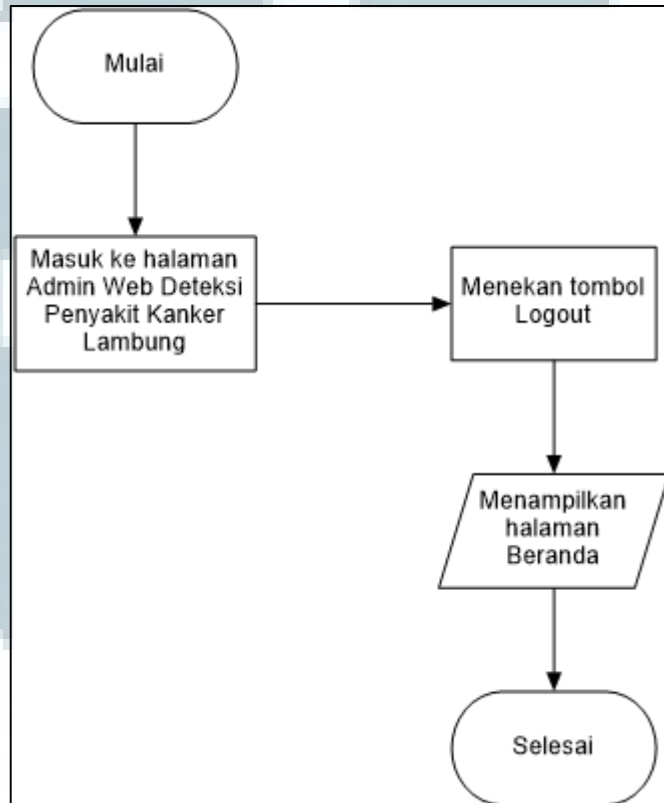 Mulai
Masuk ke halaman
Admin Web Deteksi
Penyakit Kanker
Lambung
Menekan tombol
Logout
Menampilkan
halaman
Beranda
Selesai